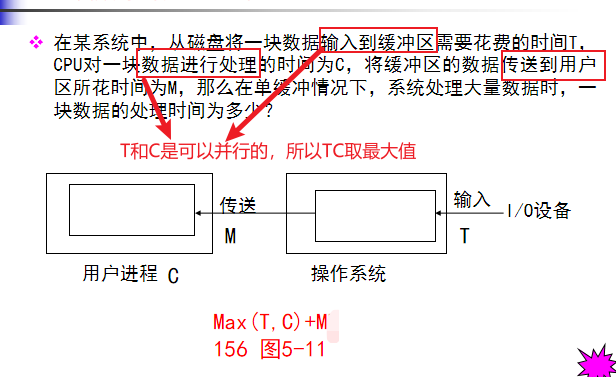 在某系统中，从磁盘将一块数据输入到缓冲区需要花费的时间T，
CPU对一块数据进行处理的时间为C，将缓冲区的数据传送到用户
区所花时间为M，那么在单缓冲情况下，系统处理大量数据时，一
块数据的处理时间为多少？
T和C是可以并行的，所以TC取最大值
传送
输入
I/O设备
M
T
用户进程 C
操作系统
Max(T,C)+M
156 图5-11